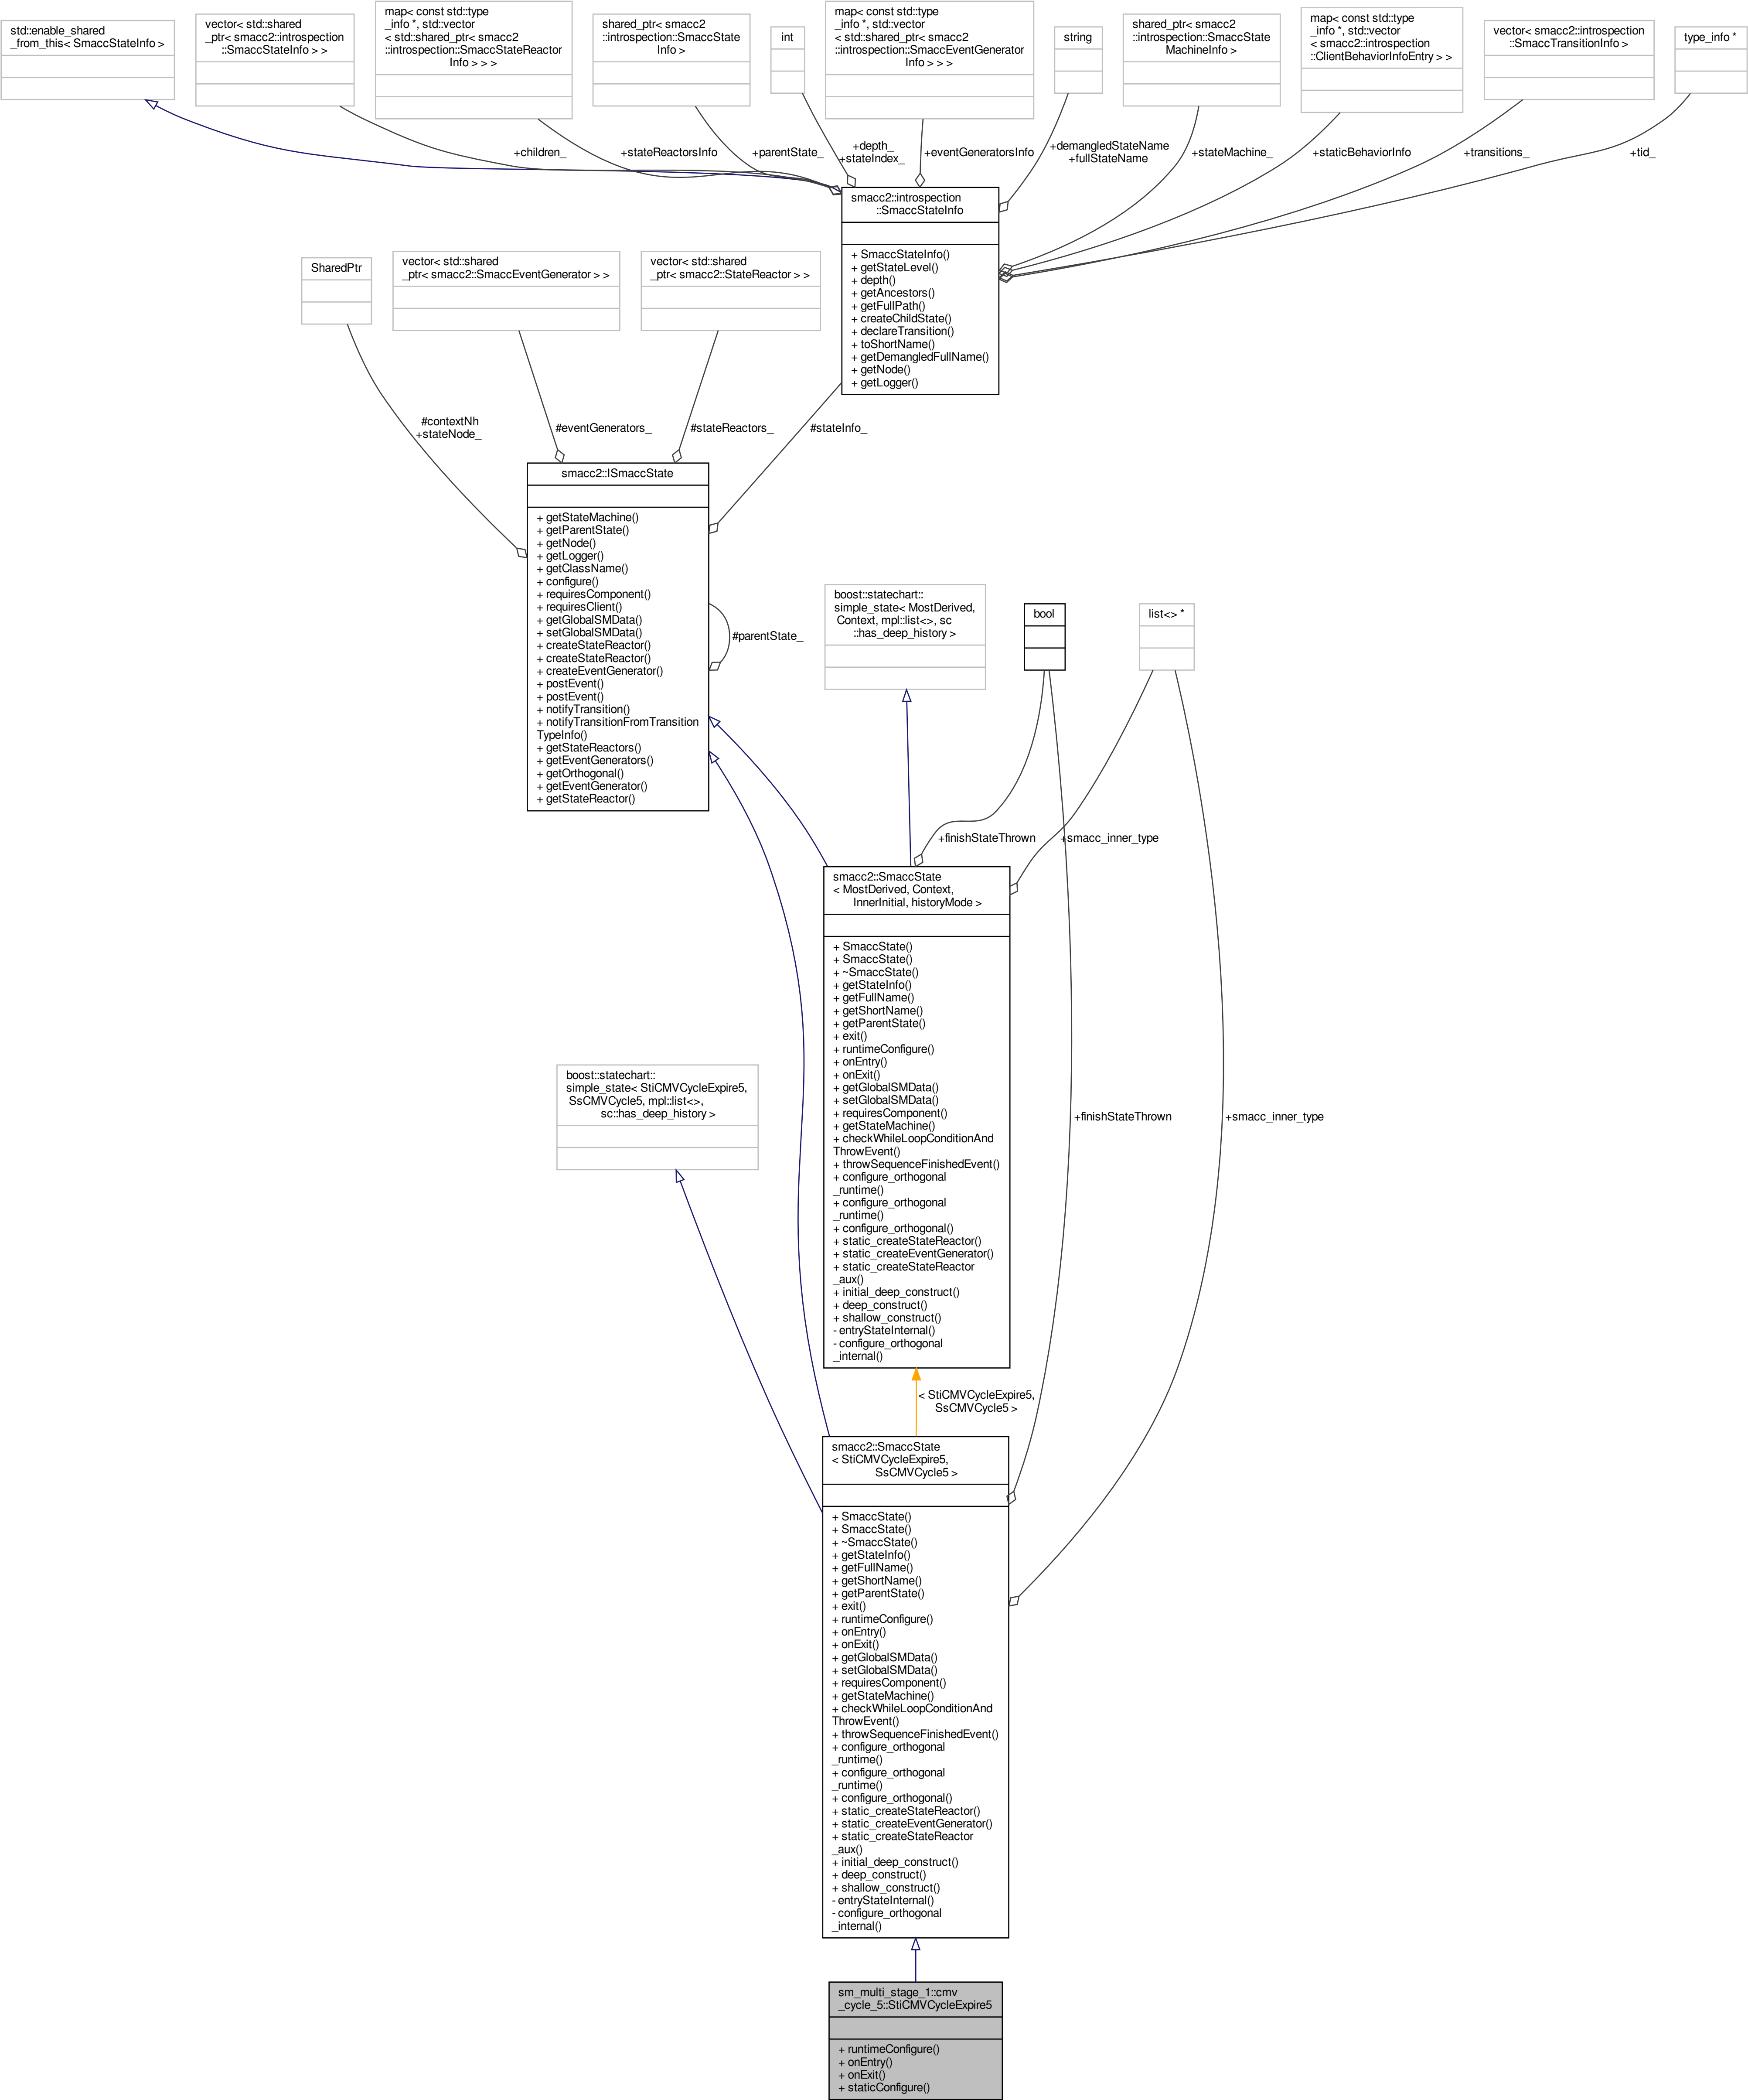 std::enable_shared
_from_this< SmaccStateInfo >
vector< std::shared
_ptr< smacc2::introspection
::SmaccStateInfo > >
map< const std::type
_info *, std::vector
< std::shared_ptr< smacc2
::introspection::SmaccStateReactor
Info > > >
shared_ptr< smacc2
::introspection::SmaccState
Info >
int
map< const std::type
_info *, std::vector
< std::shared_ptr< smacc2
::introspection::SmaccEventGenerator
Info > > >
string
shared_ptr< smacc2
::introspection::SmaccState
MachineInfo >
map< const std::type
_info *, std::vector
< smacc2::introspection
::ClientBehaviorInfoEntry > >
vector< smacc2::introspection
::SmaccTransitionInfo >
type_info *
+children_
+stateReactorsInfo
+parentState_
+depth_
+stateIndex_
+eventGeneratorsInfo
+demangledStateName
+fullStateName
+stateMachine_
+staticBehaviorInfo
+transitions_
+tid_
smacc2::introspection
::SmaccStateInfo
+ SmaccStateInfo()
+ getStateLevel()
+ depth()
+ getAncestors()
+ getFullPath()
+ createChildState()
+ declareTransition()
+ toShortName()
+ getDemangledFullName()
+ getNode()
+ getLogger()
SharedPtr
vector< std::shared
_ptr< smacc2::SmaccEventGenerator > >
vector< std::shared
_ptr< smacc2::StateReactor > >
#contextNh
+stateNode_
#eventGenerators_
#stateReactors_
#stateInfo_
smacc2::ISmaccState
+ getStateMachine()
+ getParentState()
+ getNode()
+ getLogger()
+ getClassName()
+ configure()
+ requiresComponent()
+ requiresClient()
+ getGlobalSMData()
+ setGlobalSMData()
+ createStateReactor()
+ createStateReactor()
+ createEventGenerator()
+ postEvent()
+ postEvent()
+ notifyTransition()
+ notifyTransitionFromTransition
TypeInfo()
+ getStateReactors()
+ getEventGenerators()
+ getOrthogonal()
+ getEventGenerator()
+ getStateReactor()
#parentState_
boost::statechart::
simple_state< MostDerived,
Context, mpl::list<>, sc
::has_deep_history >
bool
list<> *
+finishStateThrown
+smacc_inner_type
smacc2::SmaccState
< MostDerived, Context,
InnerInitial, historyMode >
+ SmaccState()
+ SmaccState()
+ ~SmaccState()
+ getStateInfo()
+ getFullName()
+ getShortName()
+ getParentState()
+ exit()
+ runtimeConfigure()
+ onEntry()
+ onExit()
+ getGlobalSMData()
+ setGlobalSMData()
+ requiresComponent()
+ getStateMachine()
+ checkWhileLoopConditionAnd
ThrowEvent()
+ throwSequenceFinishedEvent()
+ configure_orthogonal
_runtime()
+ configure_orthogonal
_runtime()
+ configure_orthogonal()
+ static_createStateReactor()
+ static_createEventGenerator()
+ static_createStateReactor
_aux()
+ initial_deep_construct()
+ deep_construct()
+ shallow_construct()
- entryStateInternal()
- configure_orthogonal
_internal()
boost::statechart::
simple_state< StiCMVCycleExpire5,
SsCMVCycle5, mpl::list<>,
sc::has_deep_history >
+finishStateThrown
+smacc_inner_type
< StiCMVCycleExpire5,
SsCMVCycle5 >
smacc2::SmaccState
< StiCMVCycleExpire5,
SsCMVCycle5 >
+ SmaccState()
+ SmaccState()
+ ~SmaccState()
+ getStateInfo()
+ getFullName()
+ getShortName()
+ getParentState()
+ exit()
+ runtimeConfigure()
+ onEntry()
+ onExit()
+ getGlobalSMData()
+ setGlobalSMData()
+ requiresComponent()
+ getStateMachine()
+ checkWhileLoopConditionAnd
ThrowEvent()
+ throwSequenceFinishedEvent()
+ configure_orthogonal
_runtime()
+ configure_orthogonal
_runtime()
+ configure_orthogonal()
+ static_createStateReactor()
+ static_createEventGenerator()
+ static_createStateReactor
_aux()
+ initial_deep_construct()
+ deep_construct()
+ shallow_construct()
- entryStateInternal()
- configure_orthogonal
_internal()
sm_multi_stage_1::cmv
_cycle_5::StiCMVCycleExpire5
+ runtimeConfigure()
+ onEntry()
+ onExit()
+ staticConfigure()